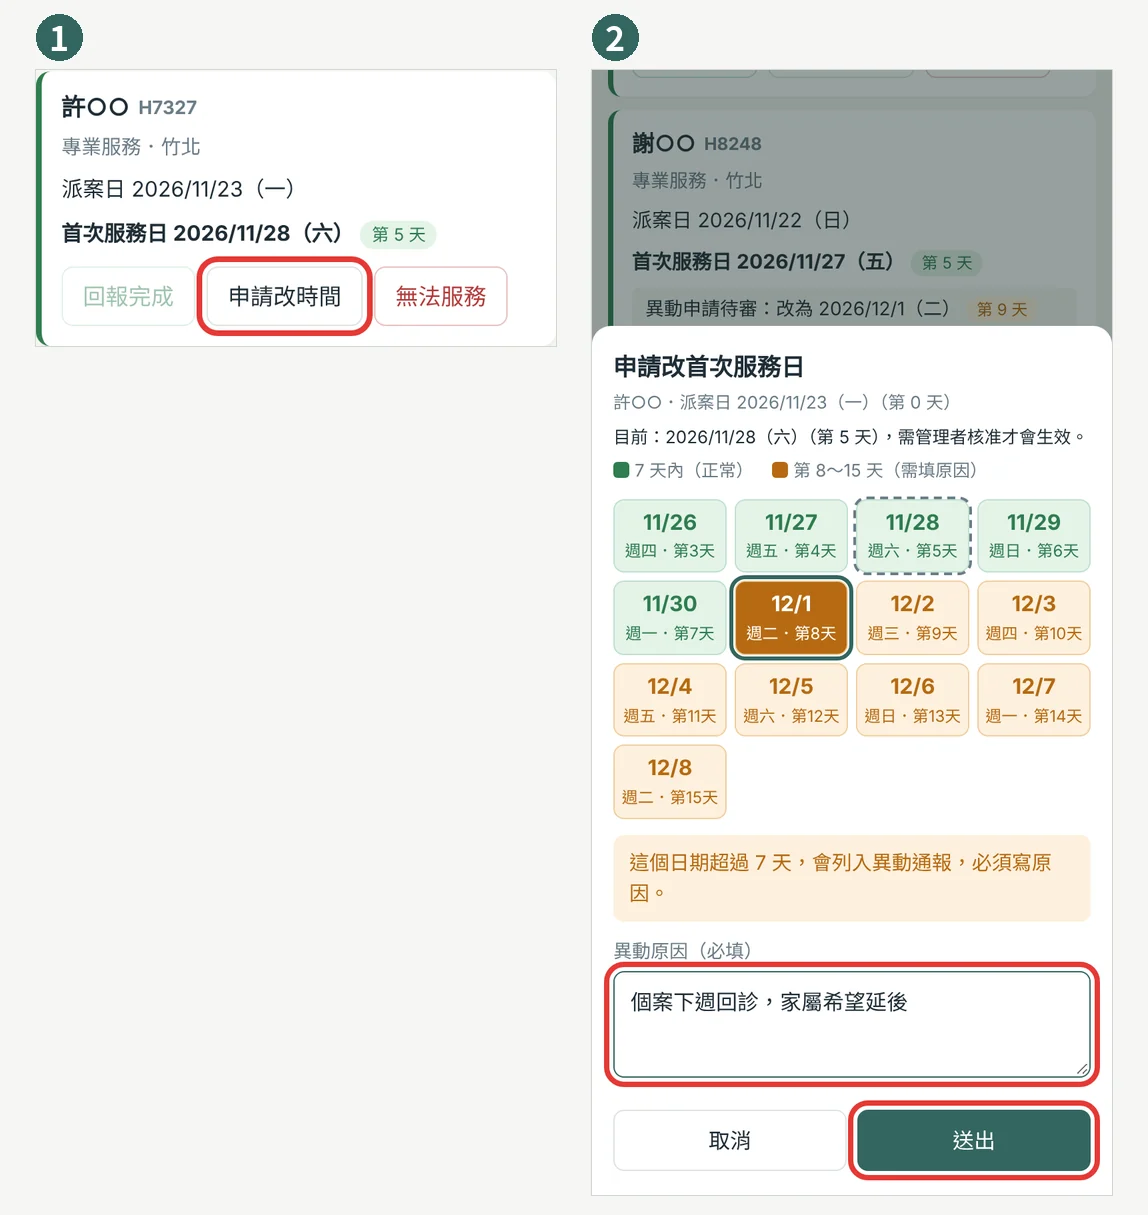 1
許〇〇 H7327
專業服務・竹北
派案日 2026/11/23（一）
首次服務日 2026/11/28（六） 第 5 天
回報完成 申請改時間 無法服務
2
謝〇〇 H8248
專業服務・竹北
派案日 2026/11/22（日）
首次服務日 2026/11/27（五） 第 5 天
異動申請待審：改為 2026/12/1（二） 第 9 天
申請改首次服務日
許〇〇・派案日 2026/11/23（一）（第 0 天）
目前：2026/11/28（六）（第 5 天），需管理者核准才會生效。
7 天內（正常） 第 8～15 天（需填原因）
11/26 11/27 11/28 11/29
週四・第3天 週五・第4天 週六・第5天 週日・第6天
11/30 12/1 12/2 12/3
週一・第7天 週二・第8天 週三・第9天 週四・第10天
12/4 12/5 12/6 12/7
週五・第11天 週六・第12天 週日・第13天 週一・第14天
12/8
週二・第15天
這個日期超過 7 天，會列入異動通報，必須寫原
因。
異動原因（必填）
個案下週回診，家屬希望延後
取消 送出